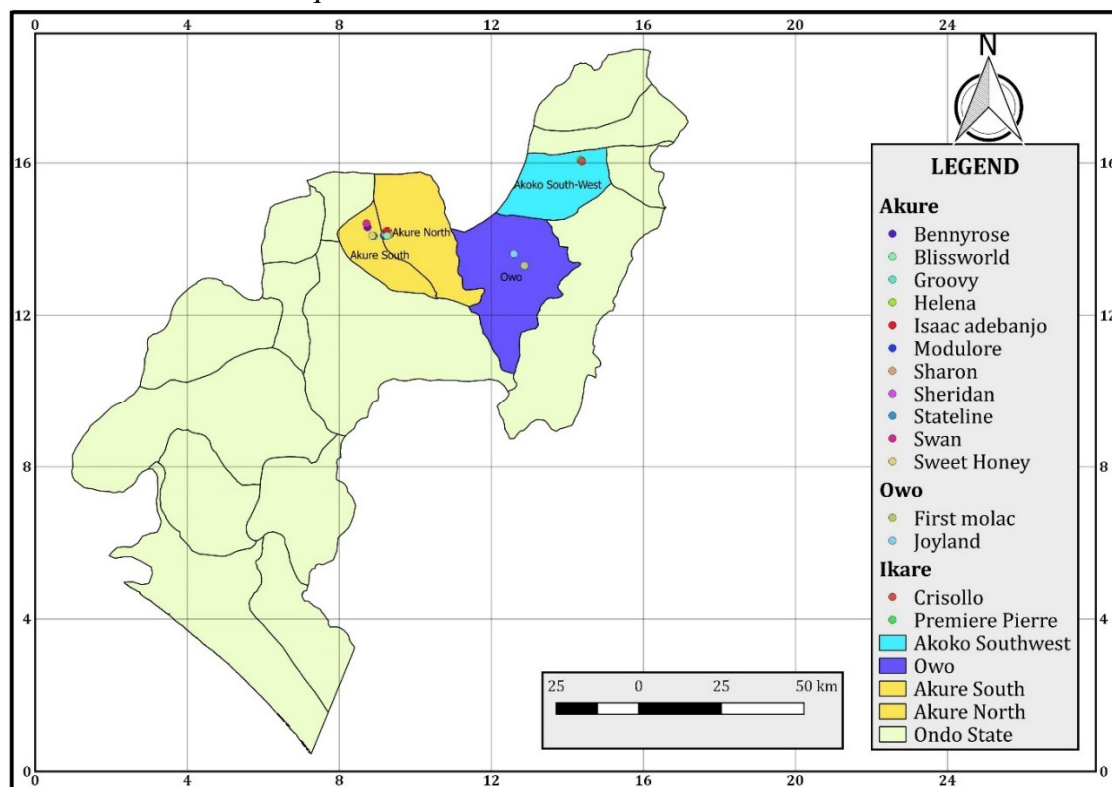 0 4 8 12 16 20 24
N
16 16
Akoko South-West
Akure North
Akure South
Owo
12 12
8 8
4 4
0 0
0 4 8 12 16 20 24
25 0 25 50 km
LEGEND
Akure
Bennyrose
Blissworld
Groovy
Helena
Isaac adebanjo
Modulore
Sharon
Sheridan
Stateline
Swan
Sweet Honey
Owo
First molac
Joyland
Ikare
Crisollo
Premiere Pierre
Akoko Southwest
Owo
Akure South
Akure North
Ondo State